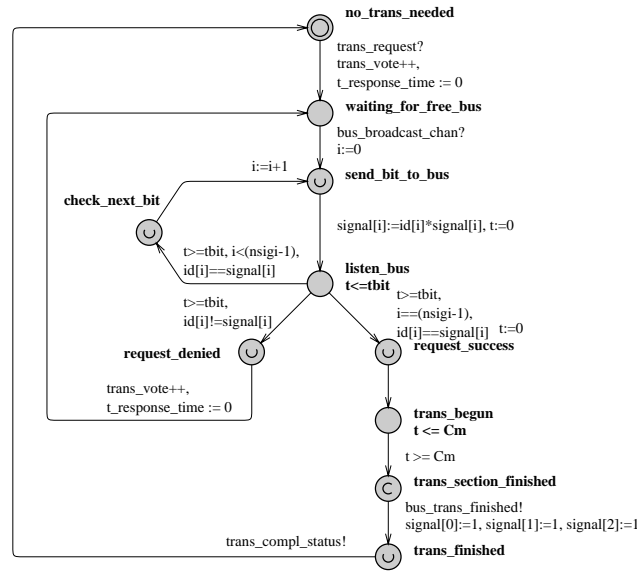 no_trans_needed
trans_request?
trans_vote++,
t_response_time := 0
waiting_for_free_bus
bus_broadcast_chan?
i:=0
i:=i+1
send_bit_to_bus
check_next_bit
signal[i]:=id[i]*signal[i], t:=0
t>=tbit, i<(nsigi-1),
id[i]==signal[i]
listen_bus
t<=tbit
t>=tbit,
id[i]!=signal[i]
t>=tbit,
i==(nsigi-1),
id[i]==signal[i]
t:=0
request_denied
request_success
trans_vote++,
t_response_time := 0
trans_begun
t <= Cm
t >= Cm
trans_section_finished
bus_trans_finished!
signal[0]:=1, signal[1]:=1, signal[2]:=1
trans_compl_status!
trans_finished